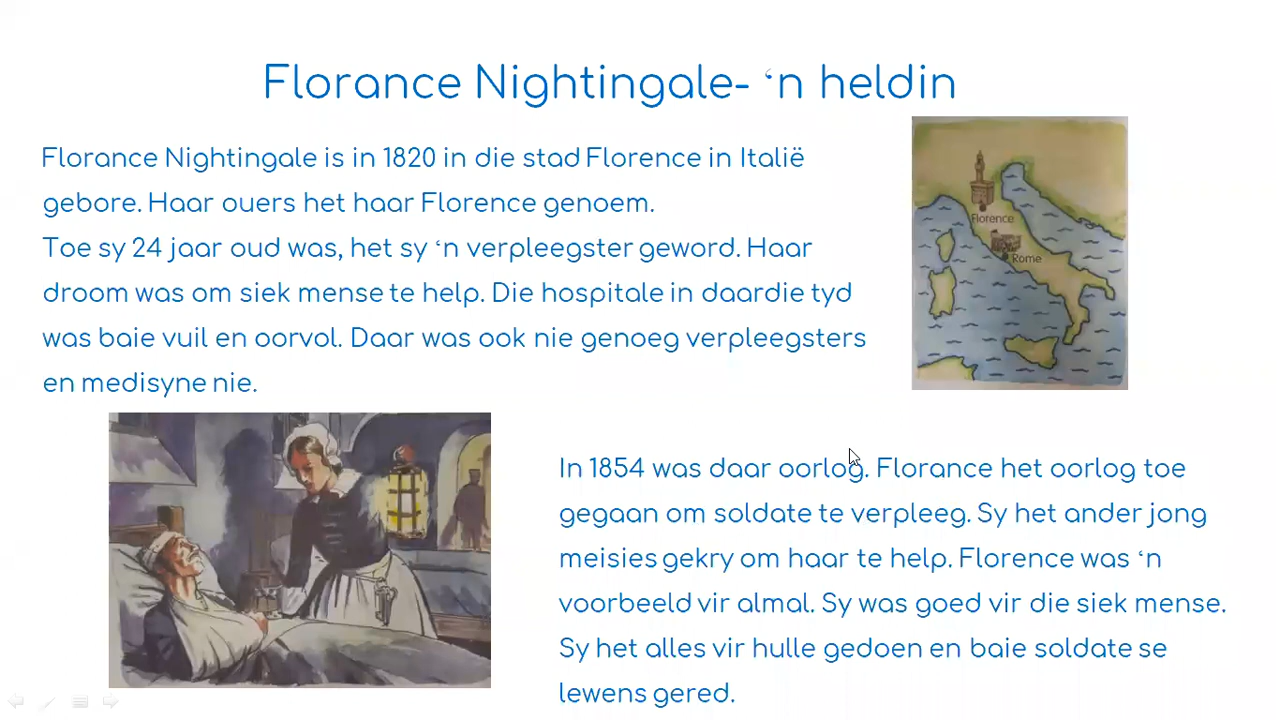 Florance Nightingale- ‘n heldin
Florance Nightingale is in 1820 in die stad Florence in Italië
gebore. Haar ouers het haar Florence genoem.
Toe sy 24 jaar oud was, het sy ‘n verpleegster geword. Haar
droom was om siek mense te help. Die hospitale in daardie tyd
was baie vuil en oorvol. Daar was ook nie genoeg verpleegsters
en medisyne nie.
Florence
Rome
In 1854 was daar oorlog. Florance het oorlog toe
gegaan om soldate te verpleeg. Sy het ander jong
meisies gekry om haar te help. Florence was ‘n
voorbeeld vir almal. Sy was goed vir die siek mense.
Sy het alles vir hulle gedoen en baie soldate se
lewens gered.